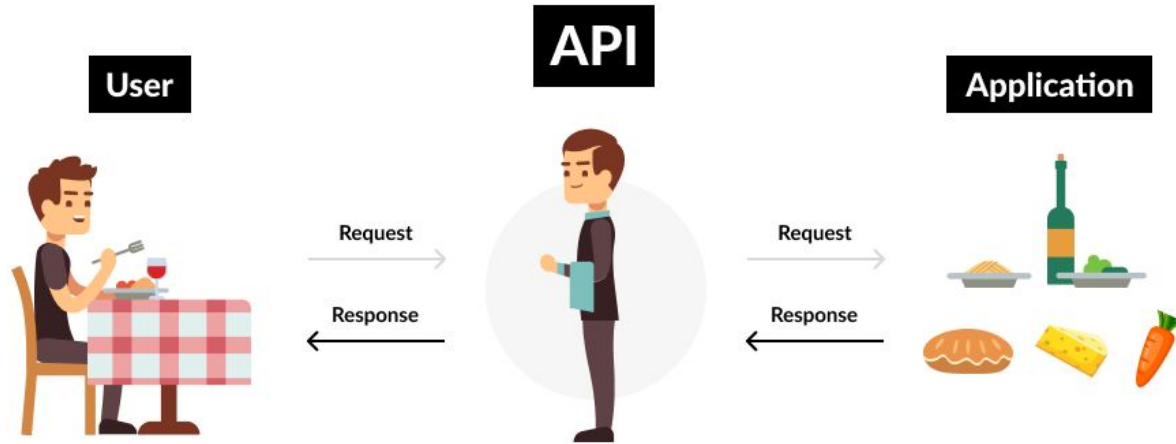 API
User
Application
Request
Request
Response
Response